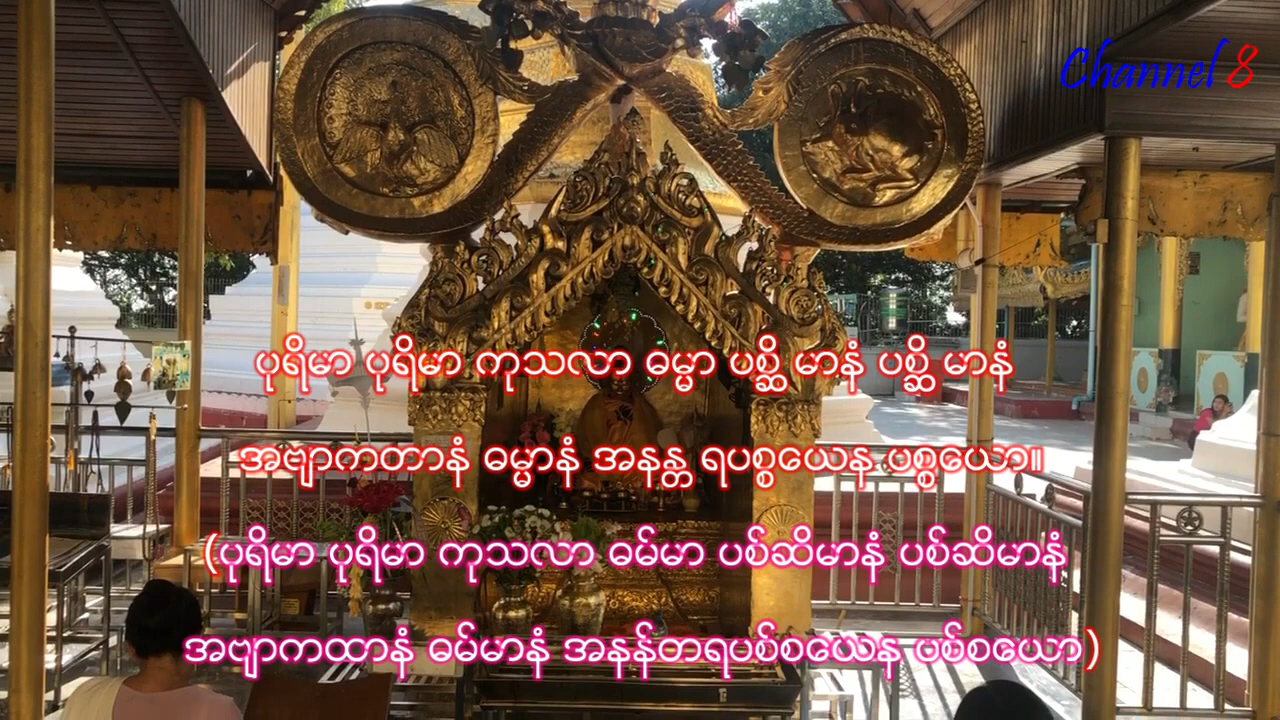 Channel 8
ပုရိမာ ပုရိမာ ကုသလာ ဓမ္မာ ပစ္ဆိ မာနံ ပစ္ဆိ မာနံ
အဗျာကတာနံ ဓမ္မာနံ အနန္တ ရပစ္စယေန ပစ္စယော။
(ပုရိမာ ပုရိမာ ကုသလာ ဓမ်မာ ပစ်ဆိမာနံ ပစ်ဆိမာနံ
အဗျာကထာနံ ဓမ်မာနံ အနန်တရပစ်စယေန ပစ်စယော)